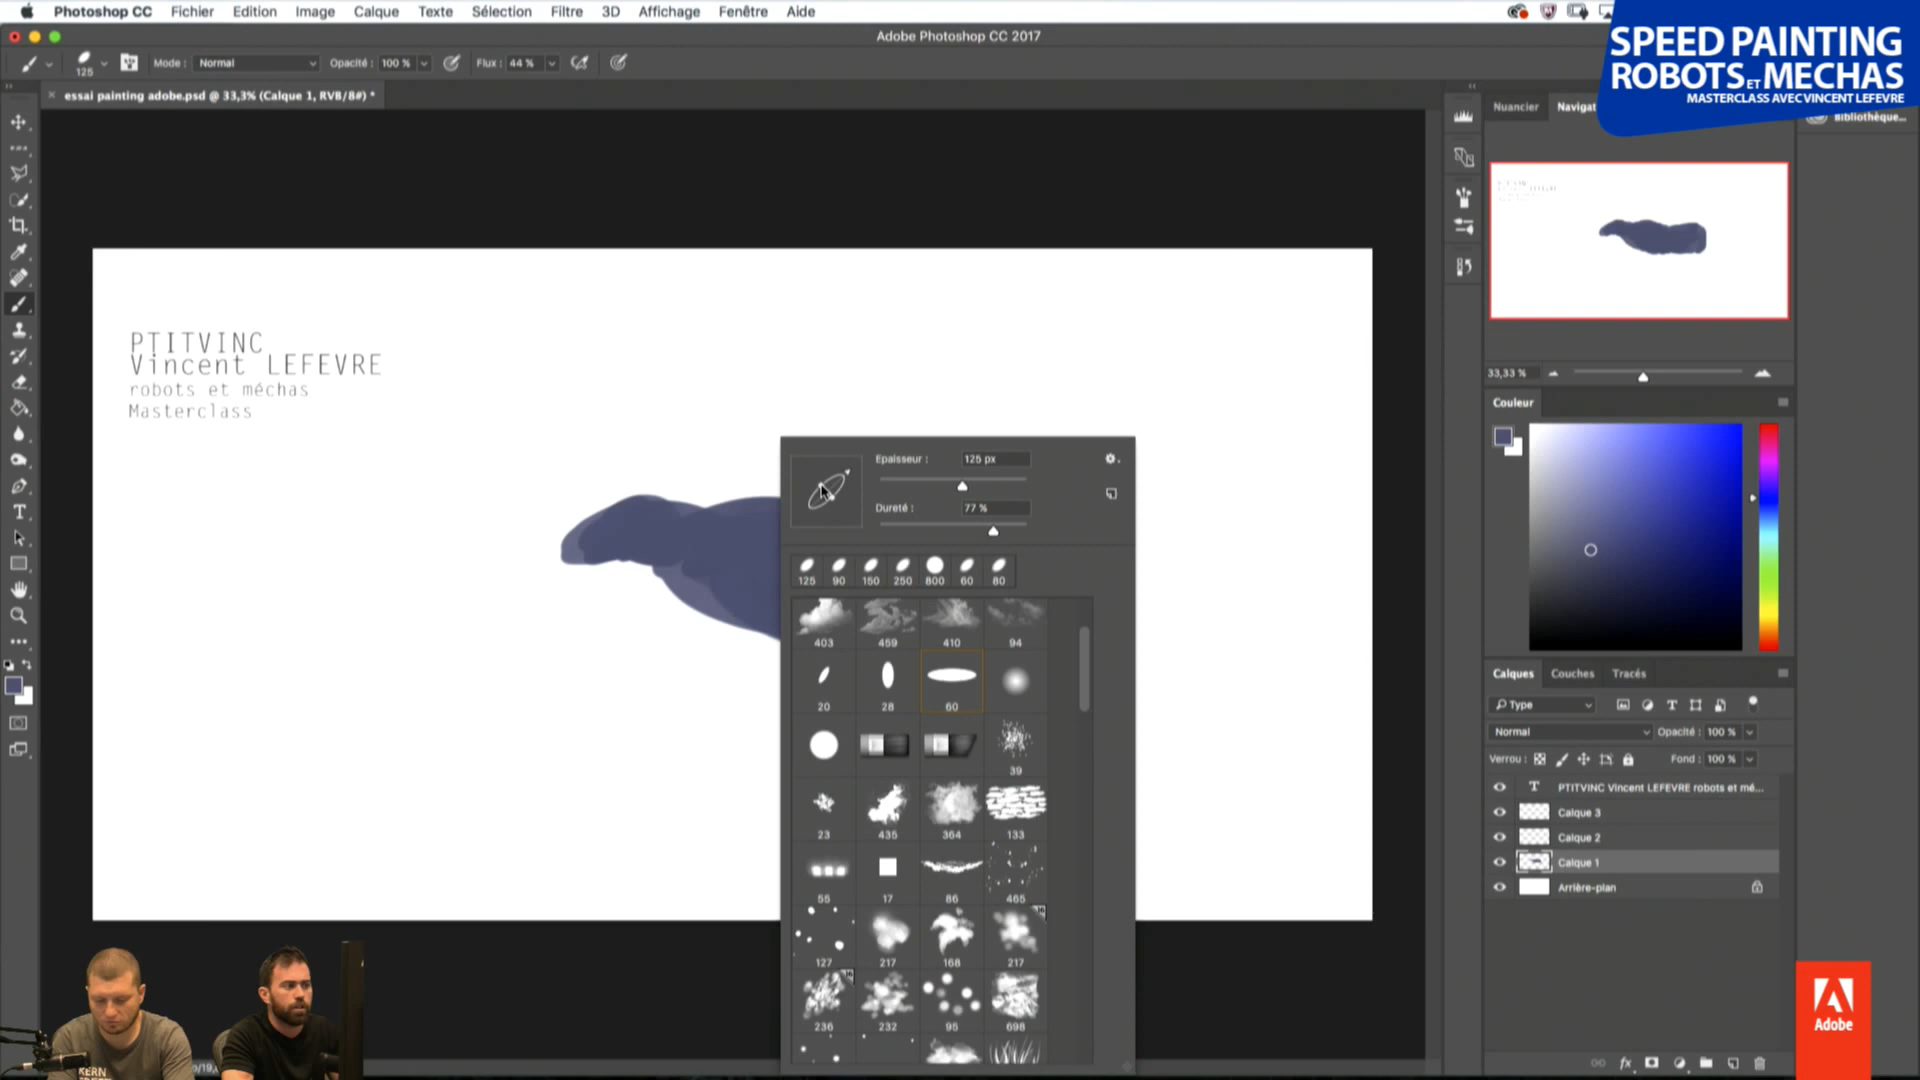 Photoshop CC Fichier Edition Image Calque Texte Sélection Filtre 3D Affichage Fenêtre Aide
Adobe Photoshop CC 2017
SPEED PAINTING
ROBOTS ET MECHAS
MASTERCLASS AVEC VINCENT LEFEVRE
125 Mode : Normal Opacité : 100 % Flux : 44 %
essai painting adobe.psd @ 33,3% (Calque 1, RVB/8#) *
Nuancier Navigat
Bibliothèque...
PTITVINC
Vincent LEFEVRE
robots et méchas
Masterclass
33,33 %
Couleur
Epaisseur : 125 px
Dureté : 77 %
125 90 150 250 800 60 80
403 459 410 94
20 28 60
39
23 435 364 133
55 17 86 465
127 217 168 217
236 232 95 698
Calques Couches Tracés
Type
Normal Opacité : 100 %
Verrou : Fond : 100 %
T PTITVINC Vincent LEFEVRE robots et mé...
Calque 3
Calque 2
Calque 1
Arrière-plan
fx
Adobe